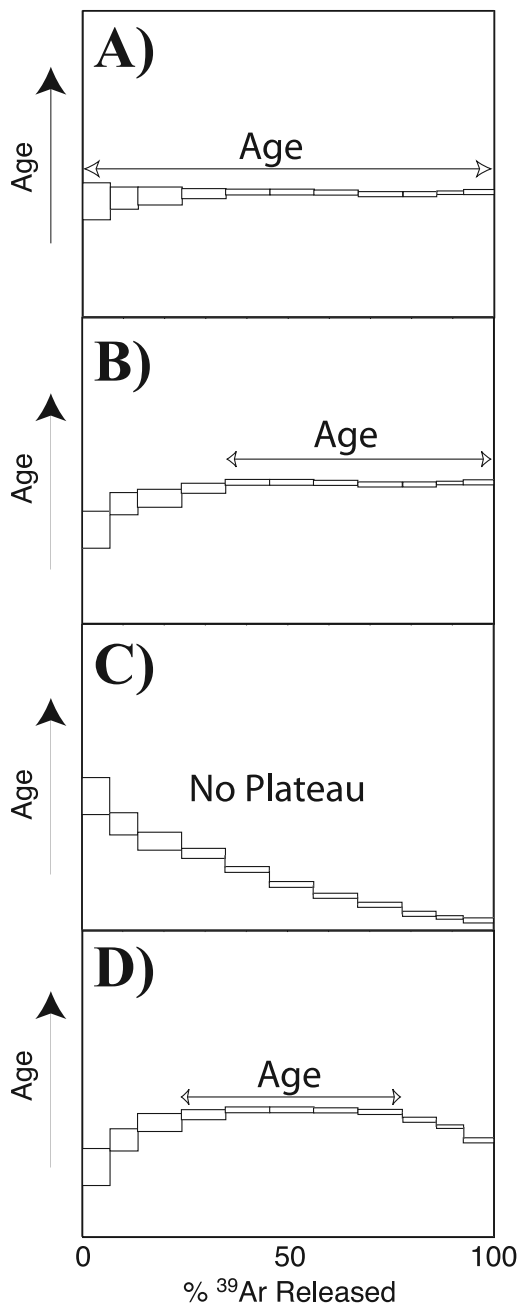 A)
Age
Age
B)
Age
Age
C)
Age
No Plateau
D)
Age
Age
0 50 100
% ³⁹Ar Released